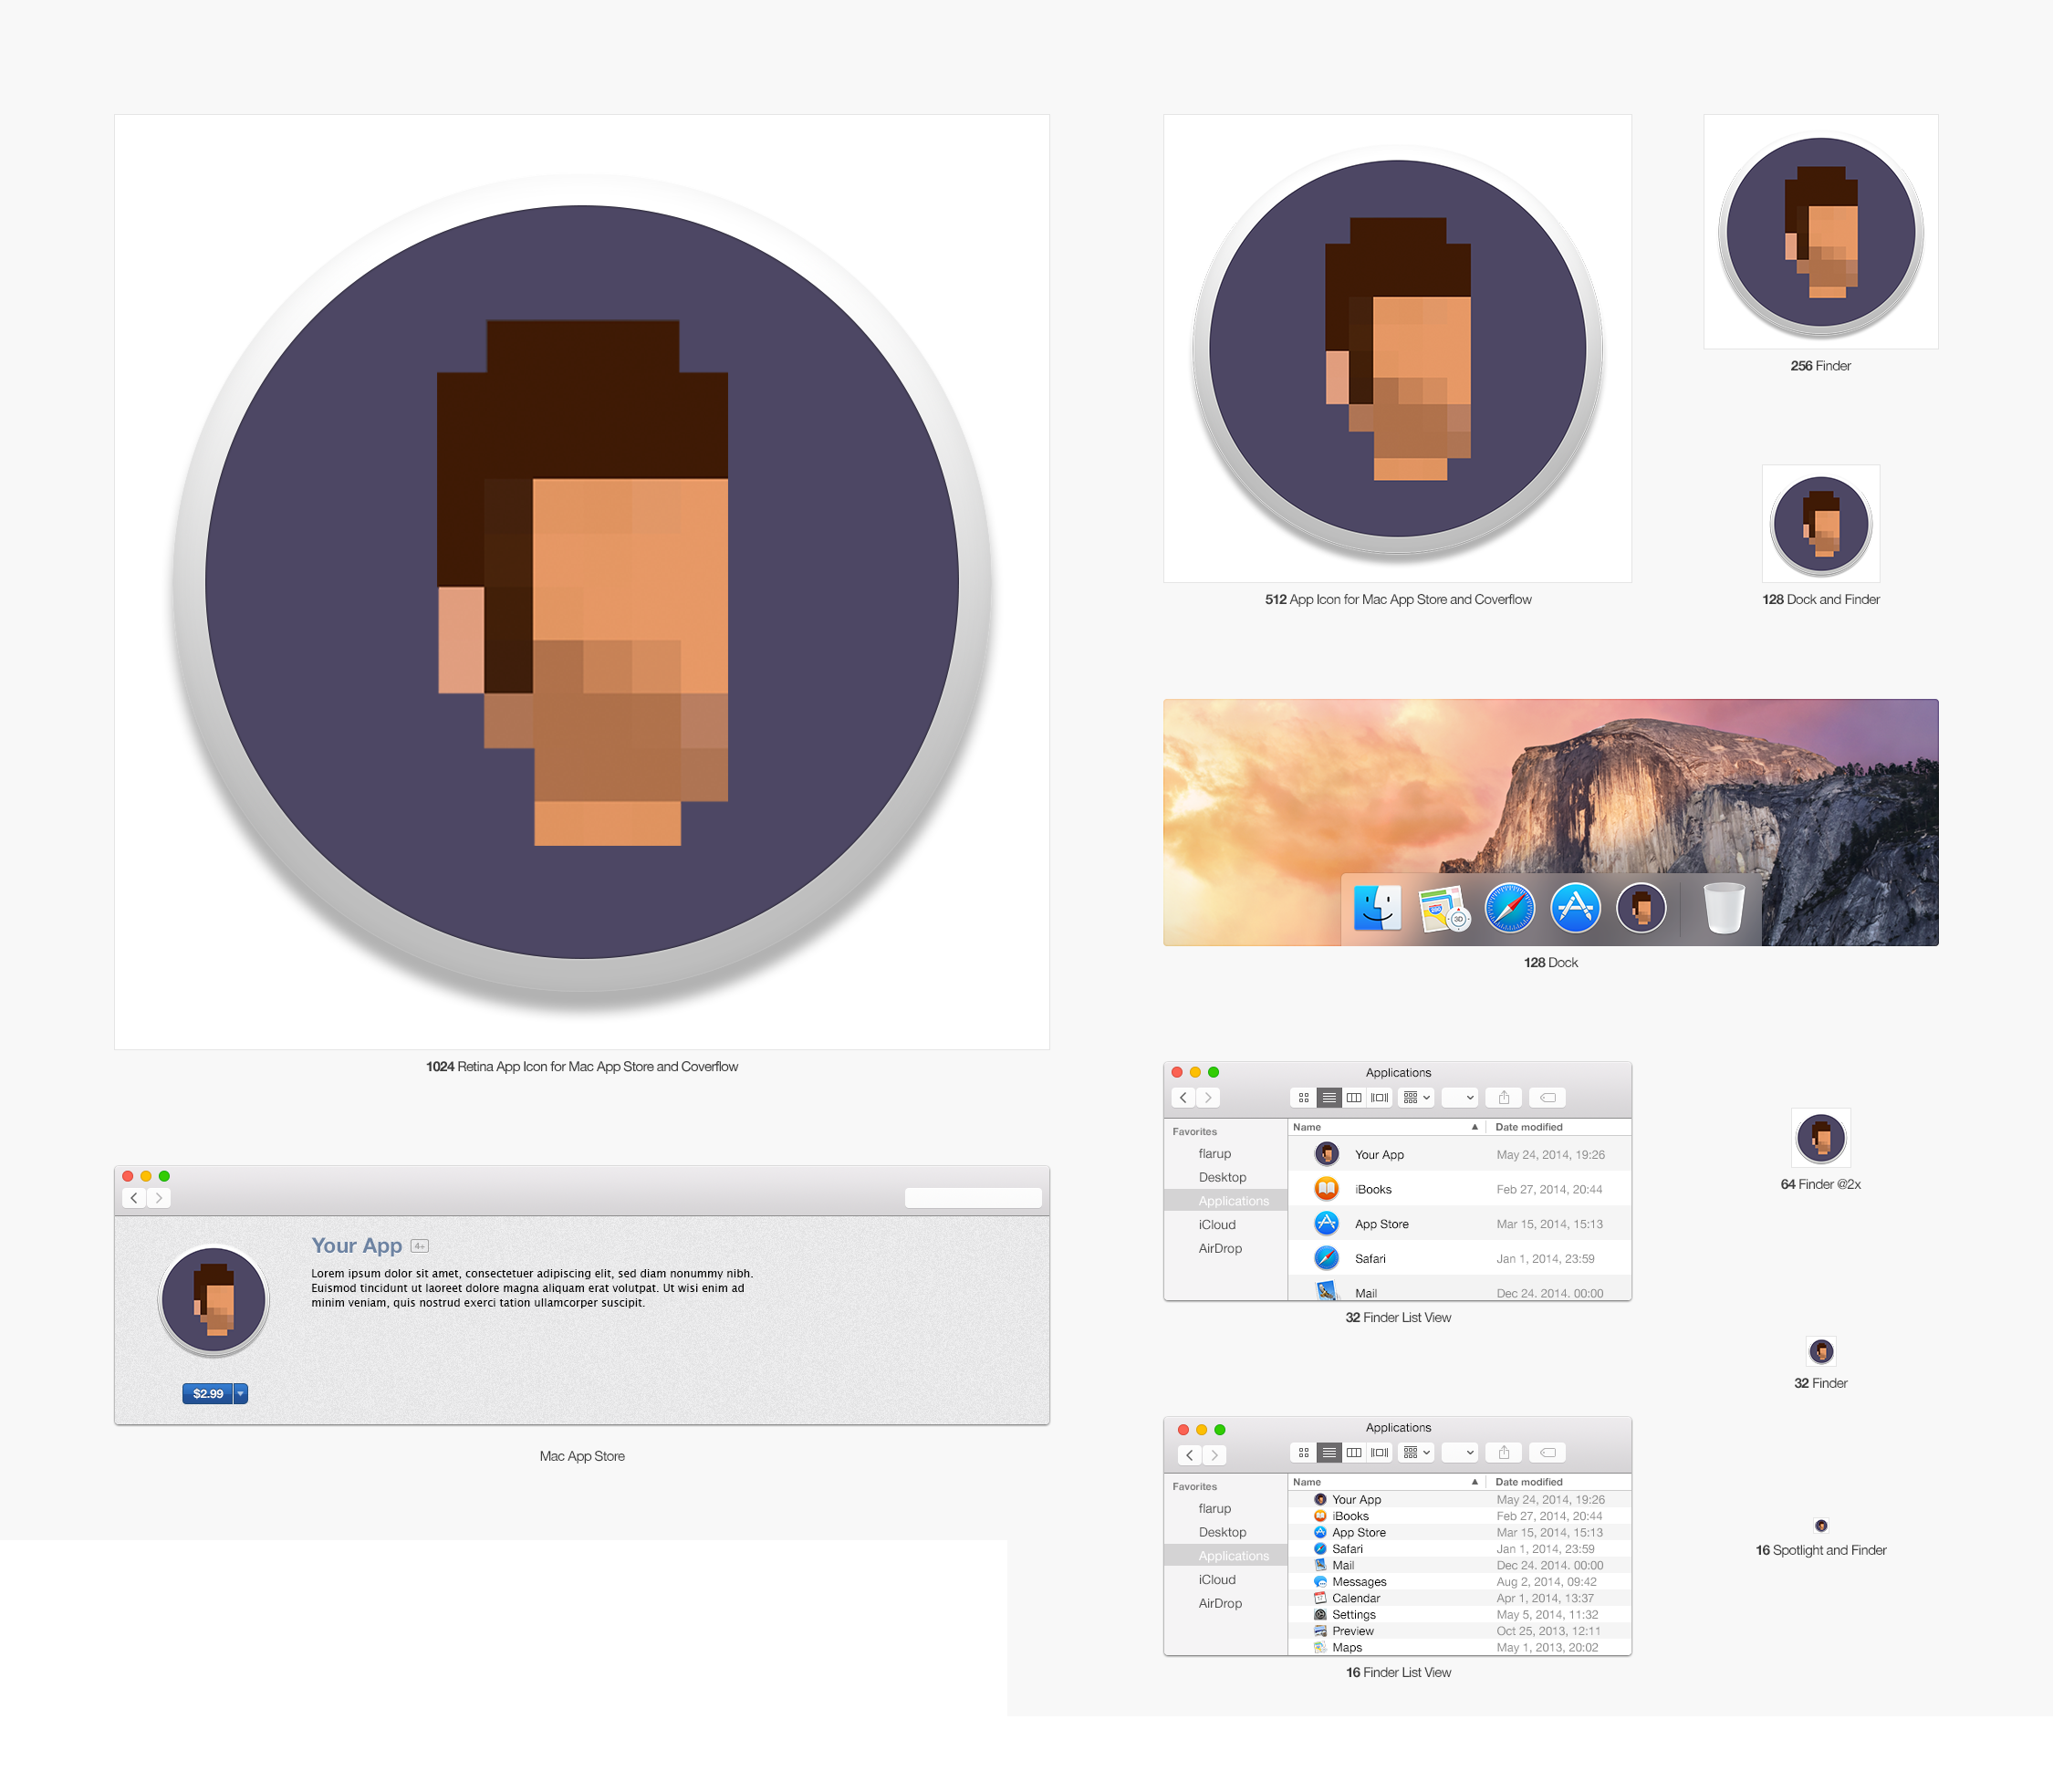 1024 Retina App Icon for Mac App Store and Coverflow
Your App 4+
Lorem ipsum dolor sit amet, consectetuer adipiscing elit, sed diam nonummy nibh.
Euismod tincidunt ut laoreet dolore magna aliquam erat volutpat. Ut wisi enim ad
minim veniam, quis nostrud exerci tation ullamcorper suscipit.
$2.99
Mac App Store
512 App Icon for Mac App Store and Coverflow
256 Finder
128 Dock and Finder
280
3D
128 Dock
Applications
Favorites
flarup
Desktop
Applications
iCloud
AirDrop
Name Date modified
Your App May 24, 2014, 19:26
iBooks Feb 27, 2014, 20:44
App Store Mar 15, 2014, 15:13
Safari Jan 1, 2014, 23:59
Mail Dec 24. 2014. 00:00
32 Finder List View
64 Finder @2x
32 Finder
Applications
Favorites
flarup
Desktop
Applications
iCloud
AirDrop
Name Date modified
Your App May 24, 2014, 19:26
iBooks Feb 27, 2014, 20:44
App Store Mar 15, 2014, 15:13
Safari Jan 1, 2014, 23:59
Mail Dec 24. 2014. 00:00
Messages Aug 2, 2014, 09:42
Calendar Apr 1, 2014, 13:37
Settings May 5, 2014, 11:32
Preview Oct 25, 2013, 12:11
Maps May 1, 2013, 20:02
16 Finder List View
16 Spotlight and Finder